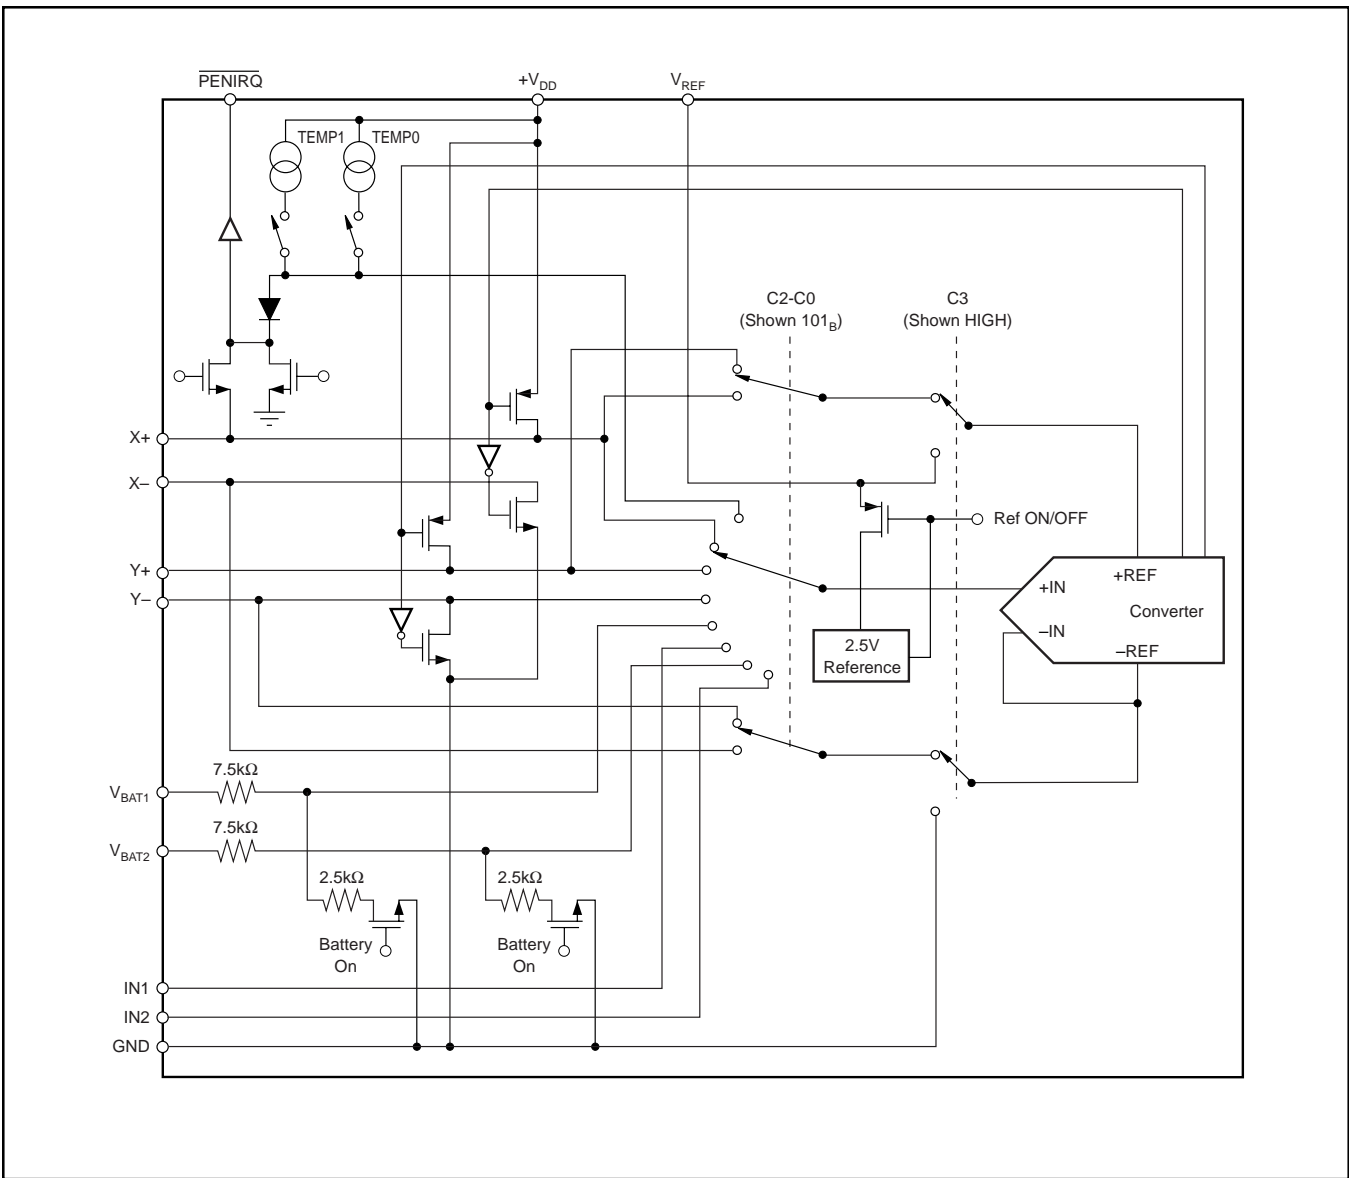 PENIRQ
+VDD
VREF
TEMP1
TEMP0
C2-C0
(Shown 101B)
C3
(Shown HIGH)
X+
X–
Ref ON/OFF
Y+
Y–
+IN
+REF
Converter
–IN
–REF
2.5V
Reference
7.5kΩ
VBAT1
7.5kΩ
VBAT2
2.5kΩ
2.5kΩ
Battery
On
Battery
On
IN1
IN2
GND